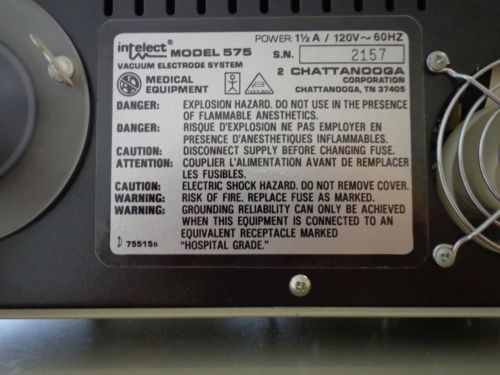 intelect MODEL 575
POWER: 1½ A / 120V~ 60HZ
VACUUM ELECTRODE SYSTEM
S.N. 2157
MEDICAL EQUIPMENT
2 CHATTANOOGA
CORPORATION
CHATTANOOGA, TN 37405
DANGER: EXPLOSION HAZARD. DO NOT USE IN THE PRESENCE
OF FLAMMABLE ANESTHETICS.
DANGER: RISQUE D'EXPLOSION NE PAS EMPLOYER EN
PRESENCE D'ANESTHETIQUES INFLAMMABLES.
CAUTION: DISCONNECT SUPPLY BEFORE CHANGING FUSE.
ATTENTION: COUPLIER L'ALIMENTATION AVANT DE REMPLACER
LES FUSIBLES.
CAUTION: ELECTRIC SHOCK HAZARD. DO NOT REMOVE COVER.
WARNING: RISK OF FIRE. REPLACE FUSE AS MARKED.
WARNING: GROUNDING RELIABILITY CAN ONLY BE ACHIEVED
WHEN THIS EQUIPMENT IS CONNECTED TO AN
EQUIVALENT RECEPTACLE MARKED
"HOSPITAL GRADE."
75515B